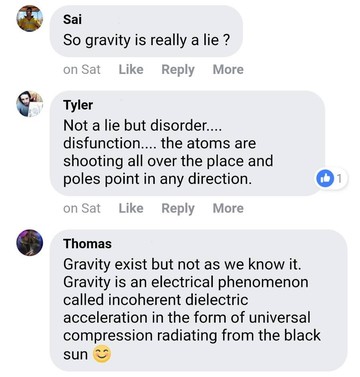 Sai
So gravity is really a lie ?
on Sat Like Reply More
Tyler
Not a lie but disorder....
disfunction.... the atoms are
shooting all over the place and
poles point in any direction.
1
on Sat Like Reply More
Thomas
Gravity exist but not as we know it.
Gravity is an electrical phenomenon
called incoherent dielectric
acceleration in the form of universal
compression radiating from the black
sun 😊